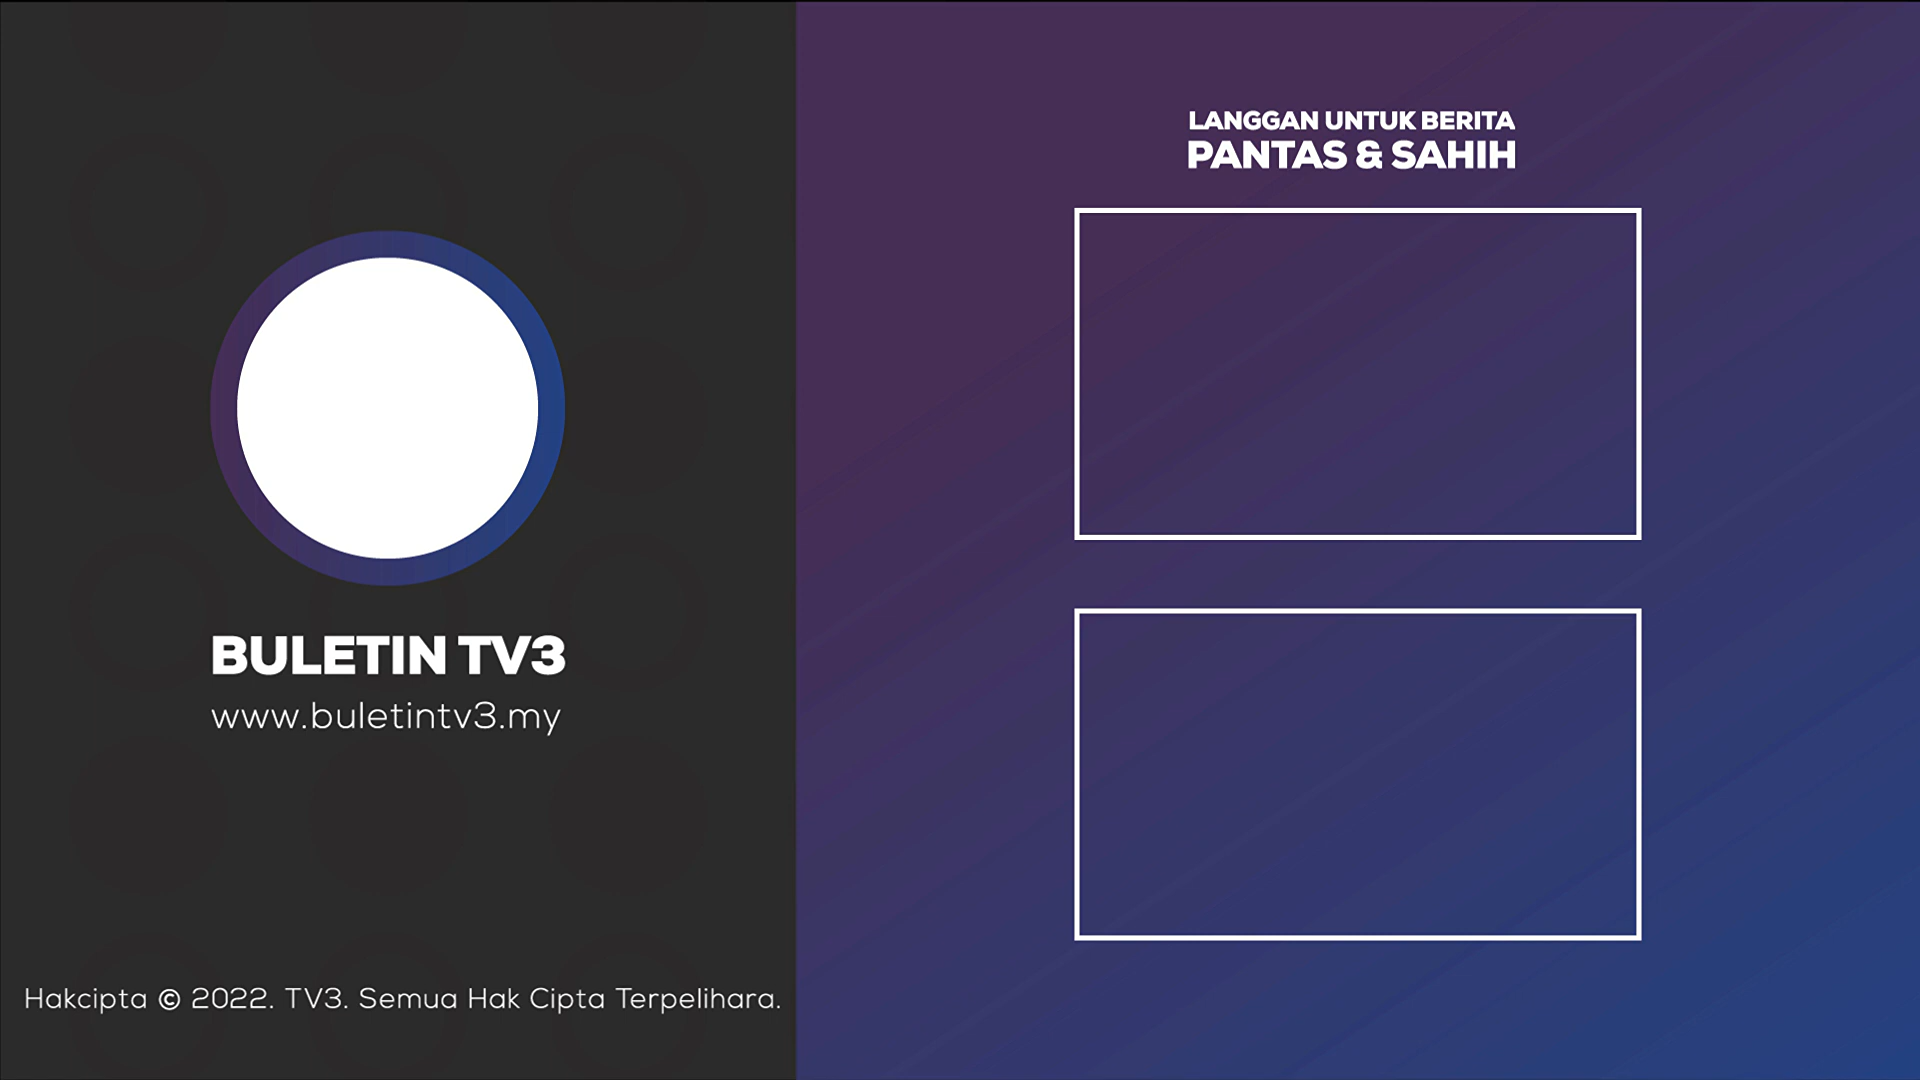 LANGGAN UNTUK BERITA
PANTAS & SAHIH
BULETIN TV3
www.buletintv3.my
Hakcipta © 2022. TV3. Semua Hak Cipta Terpelihara.